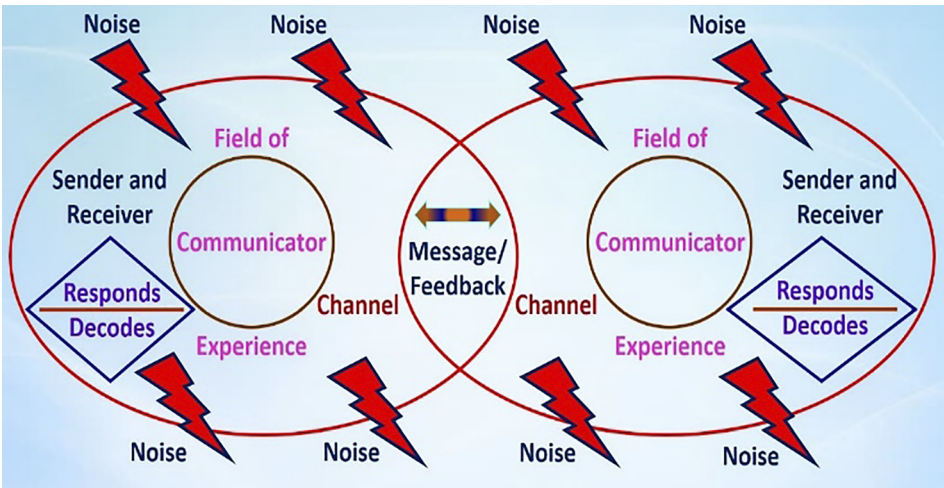 Noise
Noise
Noise
Noise
Field of
Communicator
Experience
Sender and
Receiver
Responds
Decodes
Channel
Message/
Feedback
Channel
Field of
Communicator
Experience
Sender and
Receiver
Responds
Decodes
Noise
Noise
Noise
Noise